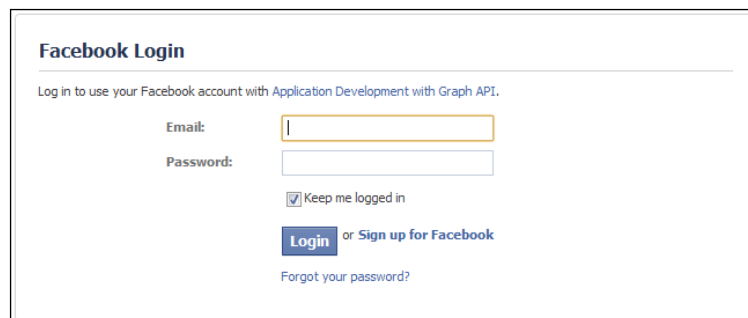 Facebook Login
Log in to use your Facebook account with Application Development with Graph API.
Email:
Password:
Keep me logged in
Login or Sign up for Facebook
Forgot your password?